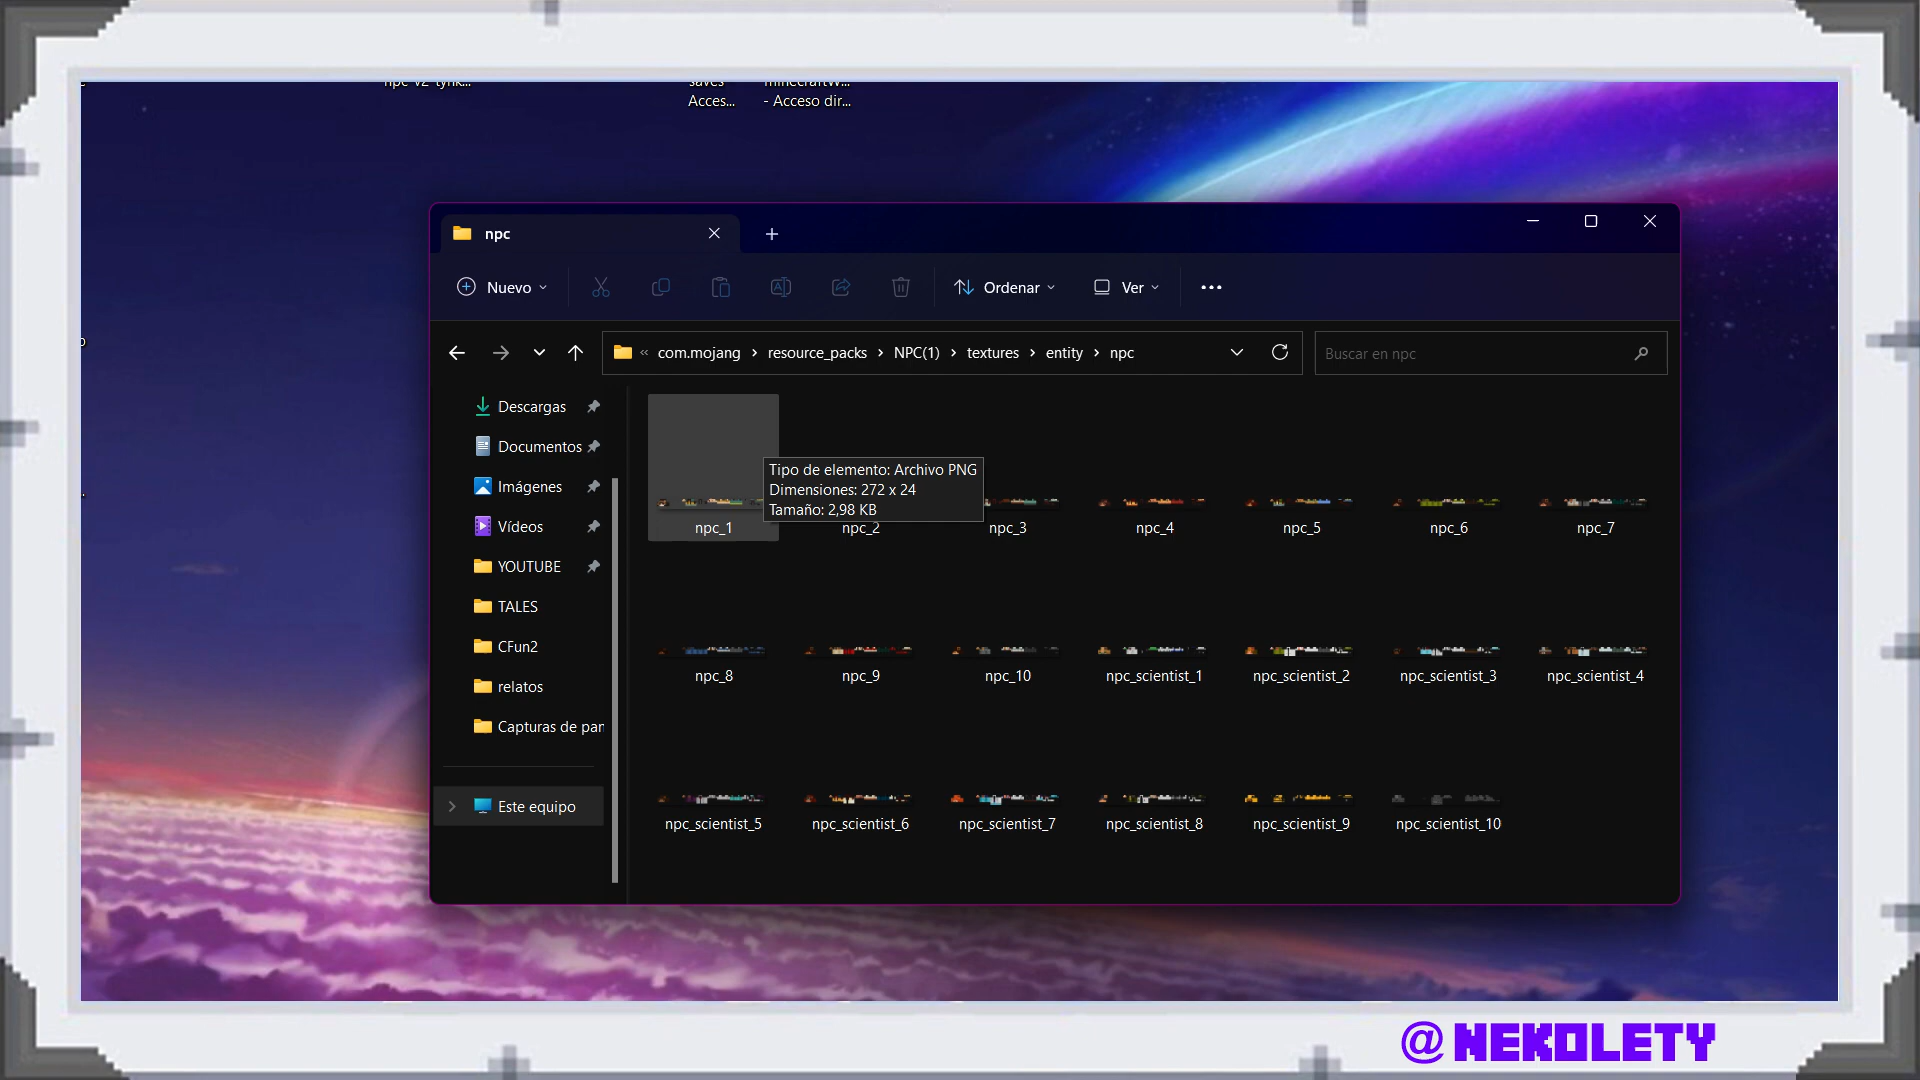 Acces...
- Acceso dir...
npc
Nuevo
Ordenar
Ver
« com.mojang › resource_packs › NPC(1) › textures › entity › npc
Buscar en npc
Descargas
Documentos
Imágenes
Vídeos
YOUTUBE
TALES
CFun2
relatos
Capturas de pan
Este equipo
Tipo de elemento: Archivo PNG
Dimensiones: 272 x 24
Tamaño: 2,98 KB
npc_1
npc_2
npc_3
npc_4
npc_5
npc_6
npc_7
npc_8
npc_9
npc_10
npc_scientist_1
npc_scientist_2
npc_scientist_3
npc_scientist_4
npc_scientist_5
npc_scientist_6
npc_scientist_7
npc_scientist_8
npc_scientist_9
npc_scientist_10
@NEKOLETY